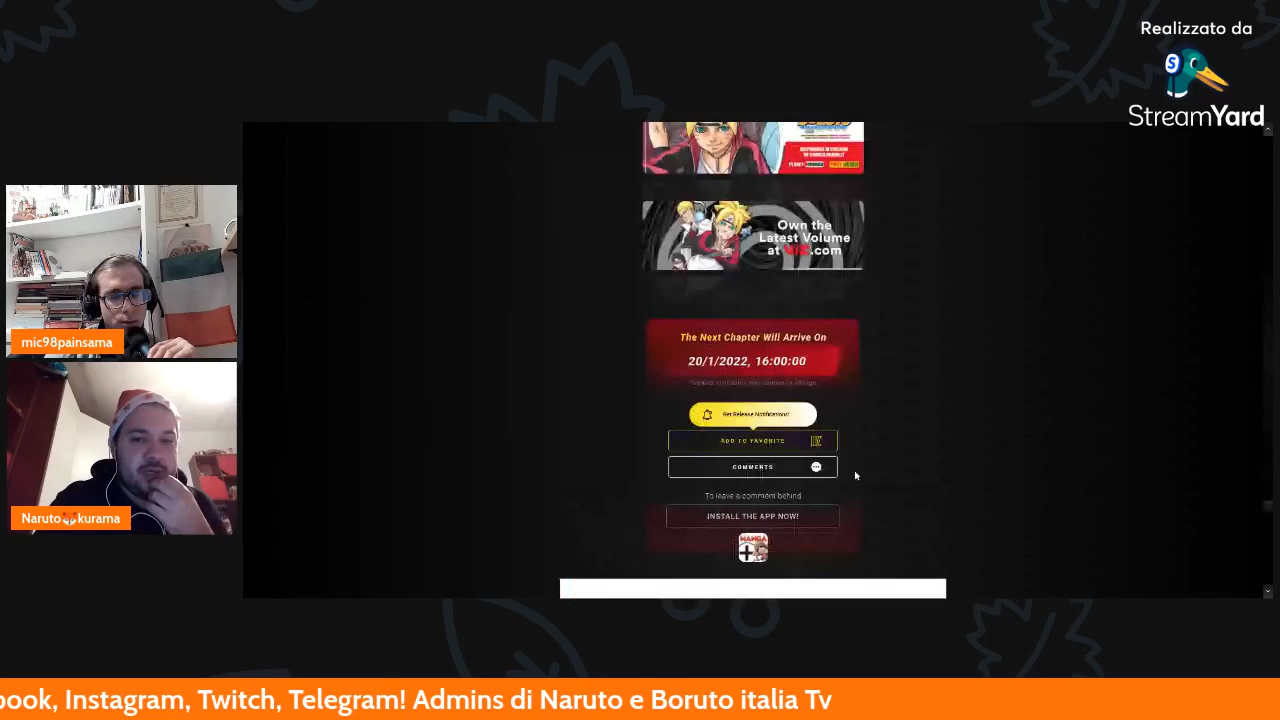 Realizzato da
StreamYard
Own the
Latest Volume
at VIZ.com
The Next Chapter Will Arrive On
20/1/2022, 16:00:00
Get Release Notifications!
ADD TO FAVORITE
COMMENTS
To leave a comment behind
INSTALL THE APP NOW!
MANGA
mic98painsama
Naruto🦊kurama
book, Instagram, Twitch, Telegram! Admins di Naruto e Boruto italia Tv